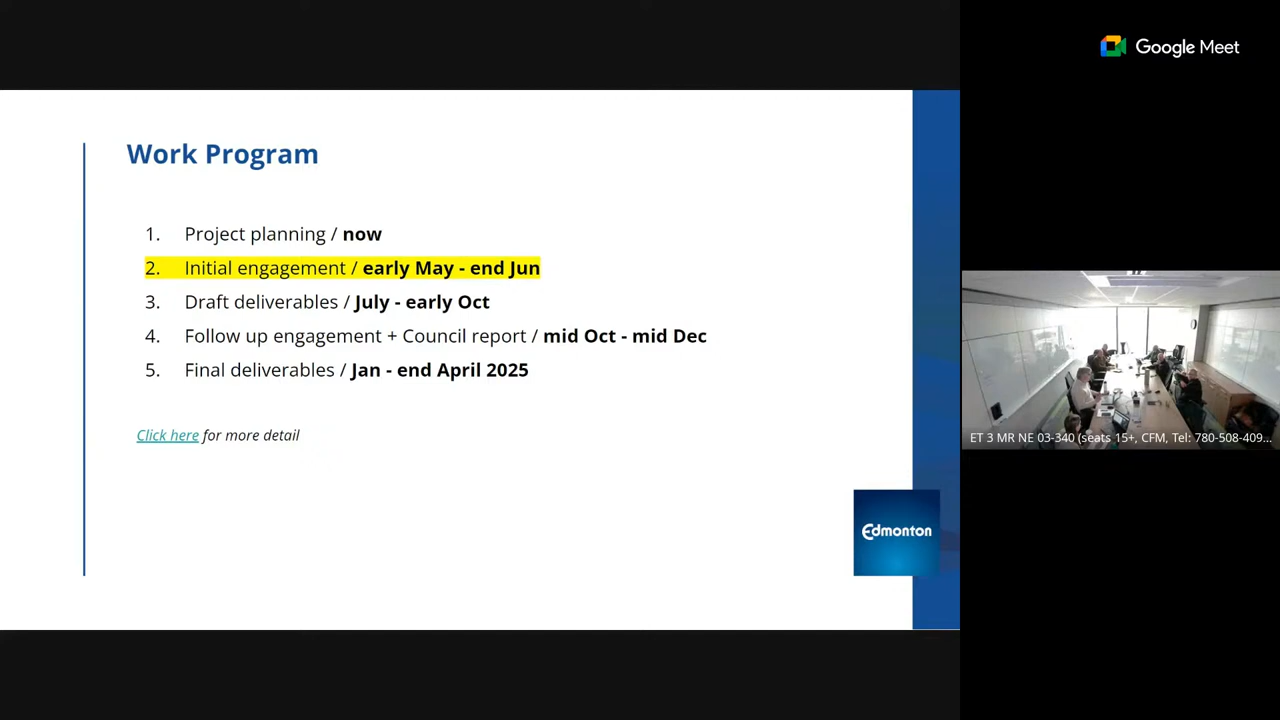 Google Meet
Work Program
1. Project planning / now
2. Initial engagement / early May - end Jun
3. Draft deliverables / July - early Oct
4. Follow up engagement + Council report / mid Oct - mid Dec
5. Final deliverables / Jan - end April 2025
Click here for more detail
Edmonton
ET 3 MR NE 03-340 (seats 15+, CFM, Tel: 780-508-409...